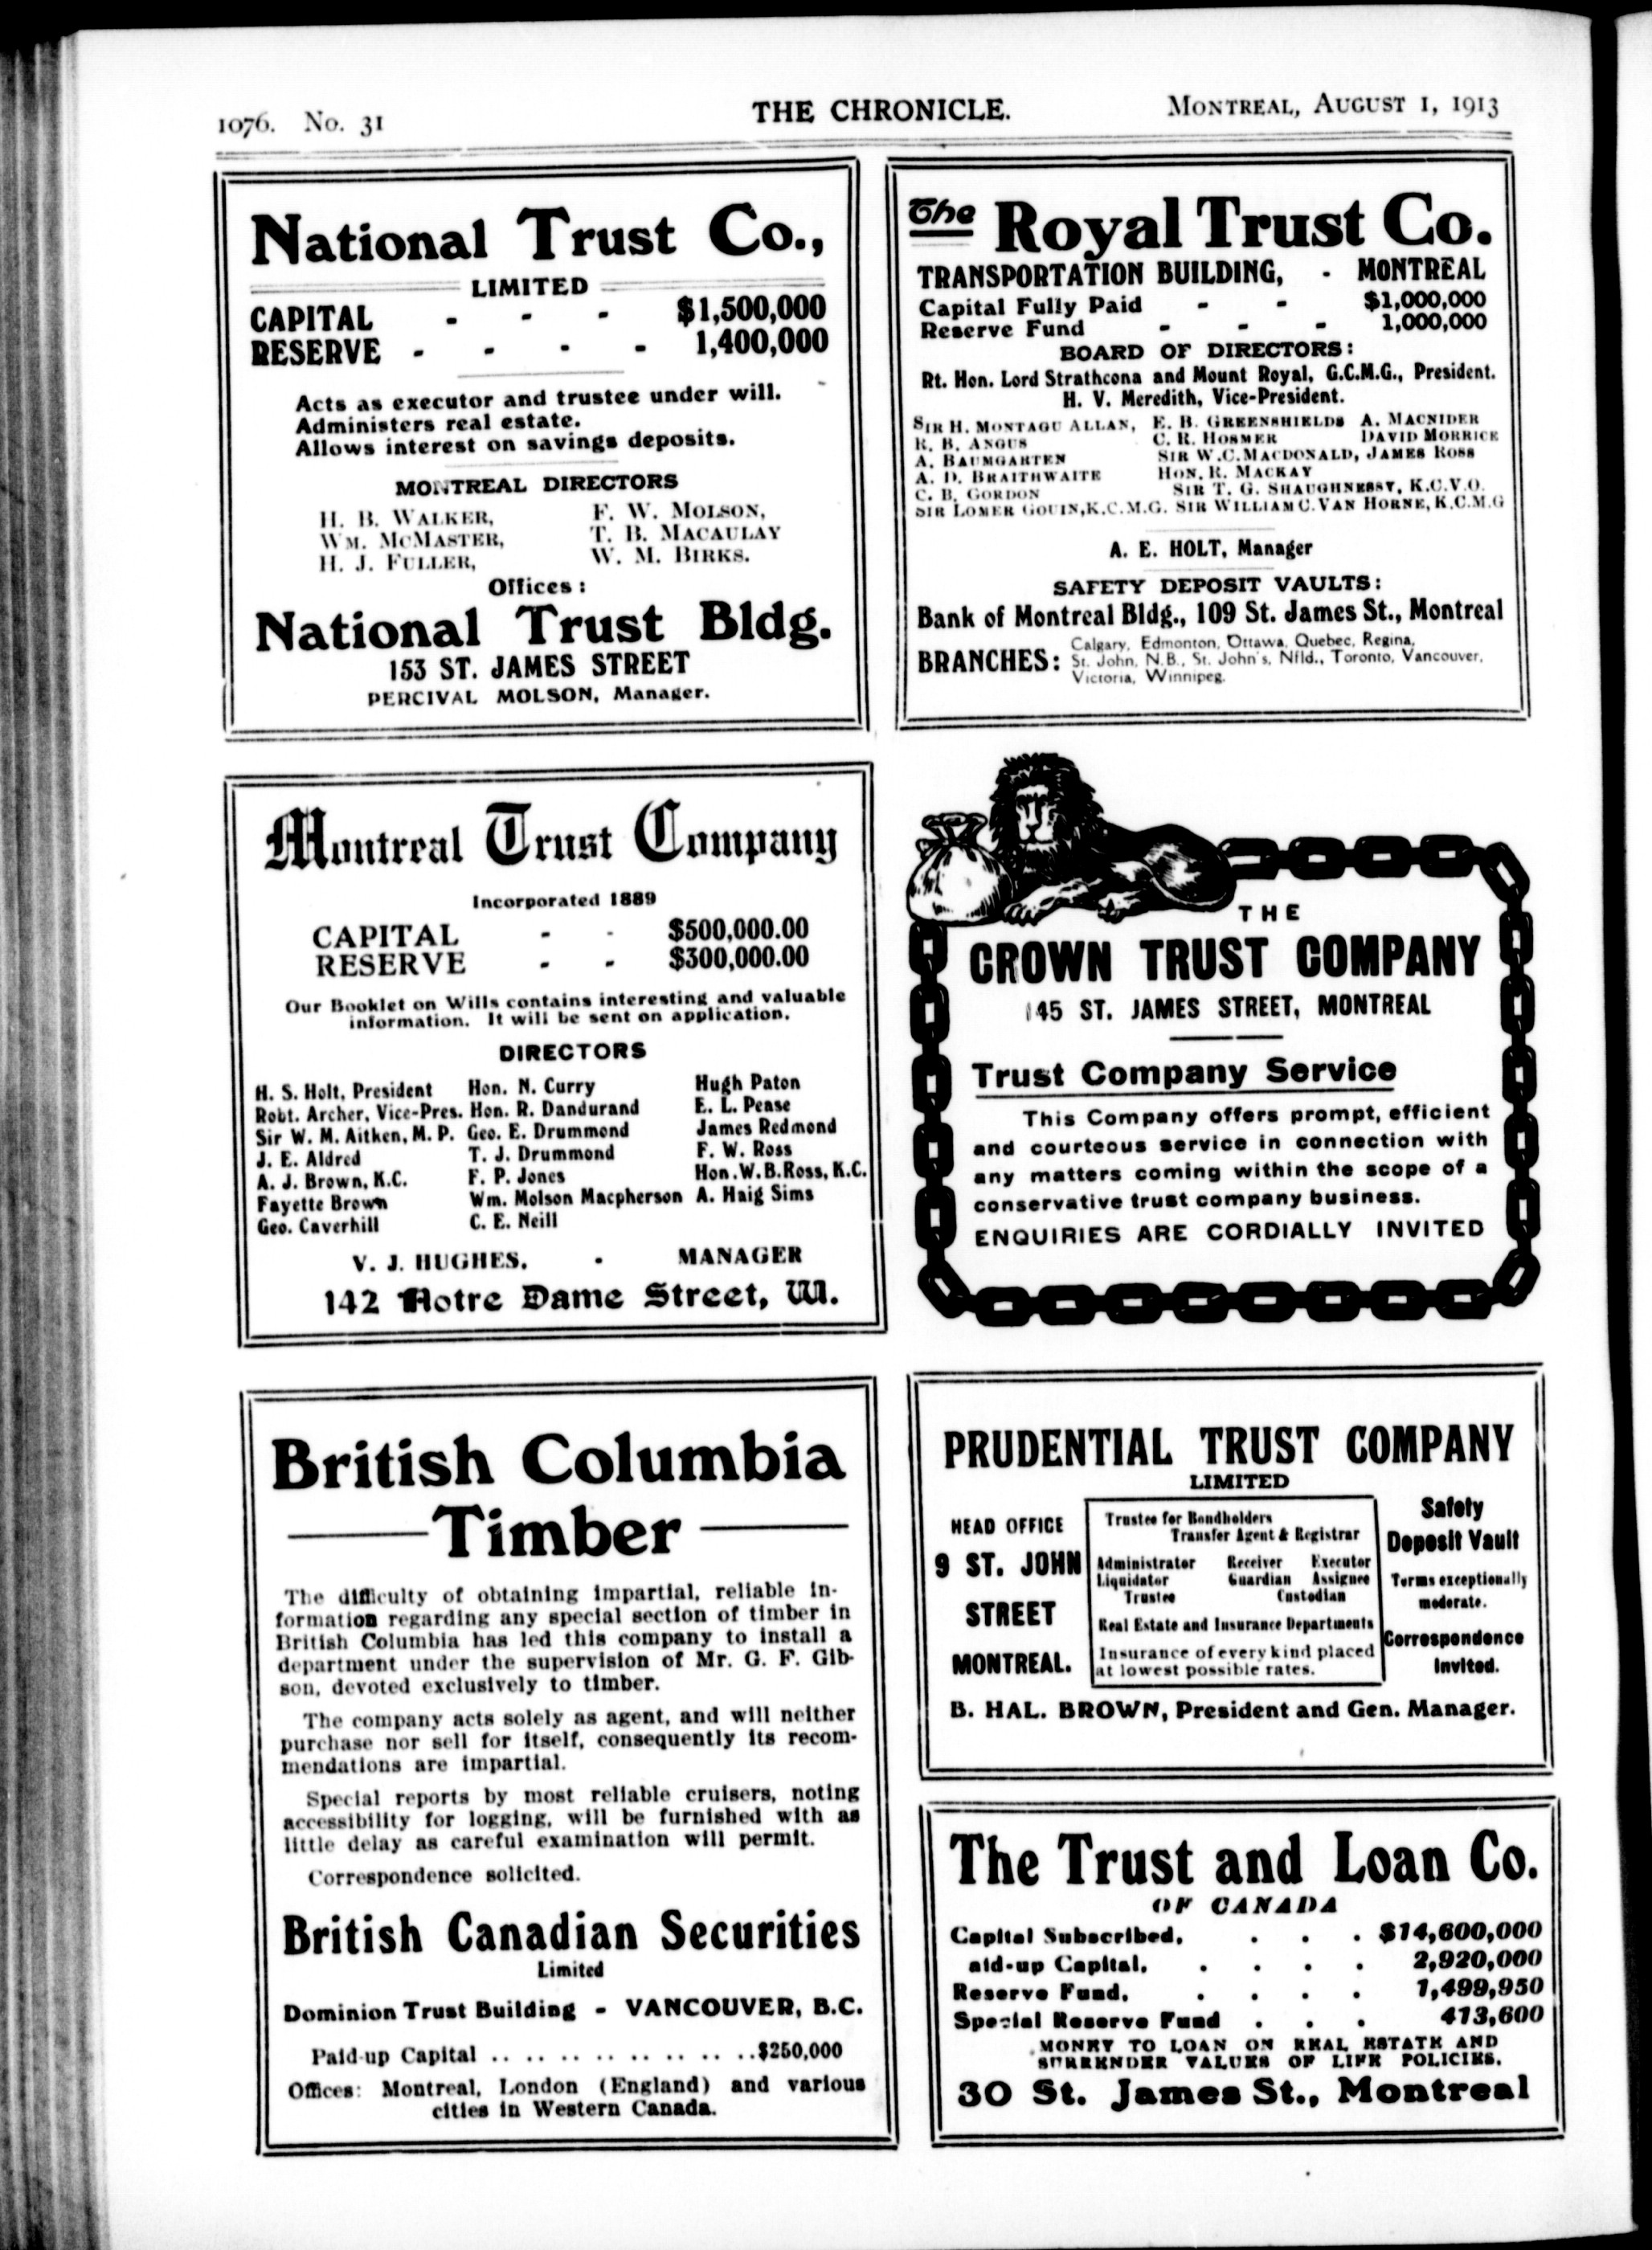 1076. No. 31 THE CHRONICLE. MONTREAL, AUGUST 1, 1913
National Trust Co.,
LIMITED
CAPITAL - - - $1,500,000
RESERVE - - - - 1,400,000
Acts as executor and trustee under will.
Administers real estate.
Allows interest on savings deposits.
MONTREAL DIRECTORS
H. B. WALKER, F. W. MOLSON,
WM. MCMASTER, T. B. MACAULAY
H. J. FULLER, W. M. BIRKS.
Offices:
National Trust Bldg.
153 ST. JAMES STREET
PERCIVAL MOLSON, Manager.
The Royal Trust Co.
TRANSPORTATION BUILDING, - MONTREAL
Capital Fully Paid - - $1,000,000
Reserve Fund - - - 1,000,000
BOARD OF DIRECTORS:
Rt. Hon. Lord Strathcona and Mount Royal, G.C.M.G., President.
H. V. Meredith, Vice-President.
SIR H. MONTAGU ALLAN, E. B. GREENSHIELDS A. MACNIDER
R. B. ANGUS C. R. HOSMER DAVID MORRICE
A. BAUMGARTEN SIR W.C. MACDONALD, JAMES ROSS
A. D. BRAITHWAITE HON. R. MACKAY
C. B. GORDON SIR T. G. SHAUGHNESSY, K.C.V.O.
SIR LOMER GOUIN, K.C.M.G. SIR WILLIAM C. VAN HORNE, K.C.M.G
A. E. HOLT, Manager
SAFETY DEPOSIT VAULTS:
Bank of Montreal Bldg., 109 St. James St., Montreal
BRANCHES: Calgary, Edmonton, Ottawa, Quebec, Regina,
St. John, N.B., St. John's, Nfld., Toronto, Vancouver,
Victoria, Winnipeg.
Montreal Trust Company
Incorporated 1889
CAPITAL - - $500,000.00
RESERVE - - $300,000.00
Our Booklet on Wills contains interesting and valuable
information. It will be sent on application.
DIRECTORS
H. S. Holt, President Hon. N. Curry Hugh Paton
Robt. Archer, Vice-Pres. Hon. R. Dandurand E. L. Pease
Sir W. M. Aitken, M. P. Geo. E. Drummond James Redmond
J. E. Aldred T. J. Drummond F. W. Ross
A. J. Brown, K.C. F. P. Jones Hon. W. B. Ross, K.C.
Fayette Brown Wm. Molson Macpherson A. Haig Sims
Geo. Caverhill C. E. Neill
V. J. HUGHES, - MANAGER
142 Notre Dame Street, W.
THE
CROWN TRUST COMPANY
145 ST. JAMES STREET, MONTREAL
Trust Company Service
This Company offers prompt, efficient
and courteous service in connection with
any matters coming within the scope of a
conservative trust company business.
ENQUIRIES ARE CORDIALLY INVITED
British Columbia
Timber
The difficulty of obtaining impartial, reliable in-
formation regarding any special section of timber in
British Columbia has led this company to install a
department under the supervision of Mr. G. F. Gib-
son, devoted exclusively to timber.
The company acts solely as agent, and will neither
purchase nor sell for itself, consequently its recom-
mendations are impartial.
Special reports by most reliable cruisers, noting
accessibility for logging, will be furnished with as
little delay as careful examination will permit.
Correspondence solicited.
British Canadian Securities
Limited
Dominion Trust Building - VANCOUVER, B.C.
Paid-up Capital .. .. .. .. .. .. .. ..$250,000
Offices: Montreal, London (England) and various
cities in Western Canada.
PRUDENTIAL TRUST COMPANY
LIMITED
HEAD OFFICE
9 ST. JOHN
STREET
MONTREAL.
Trustee for Bondholders
Transfer Agent & Registrar
Administrator Receiver Executor
Liquidator Guardian Assignee
Trustee Custodian
Real Estate and Insurance Departments
Insurance of every kind placed
at lowest possible rates.
Safety
Deposit Vault
Terms exceptionally
moderate.
Correspondence
Invited.
B. HAL. BROWN, President and Gen. Manager.
The Trust and Loan Co.
OF CANADA
Capital Subscribed, . . . $14,600,000
aid-up Capital, . . . . 2,920,000
Reserve Fund, . . . . 1,499,950
Special Reserve Fund . . . 473,600
MONEY TO LOAN ON REAL ESTATE AND
SURRENDER VALUES OF LIFE POLICIES.
30 St. James St., Montreal